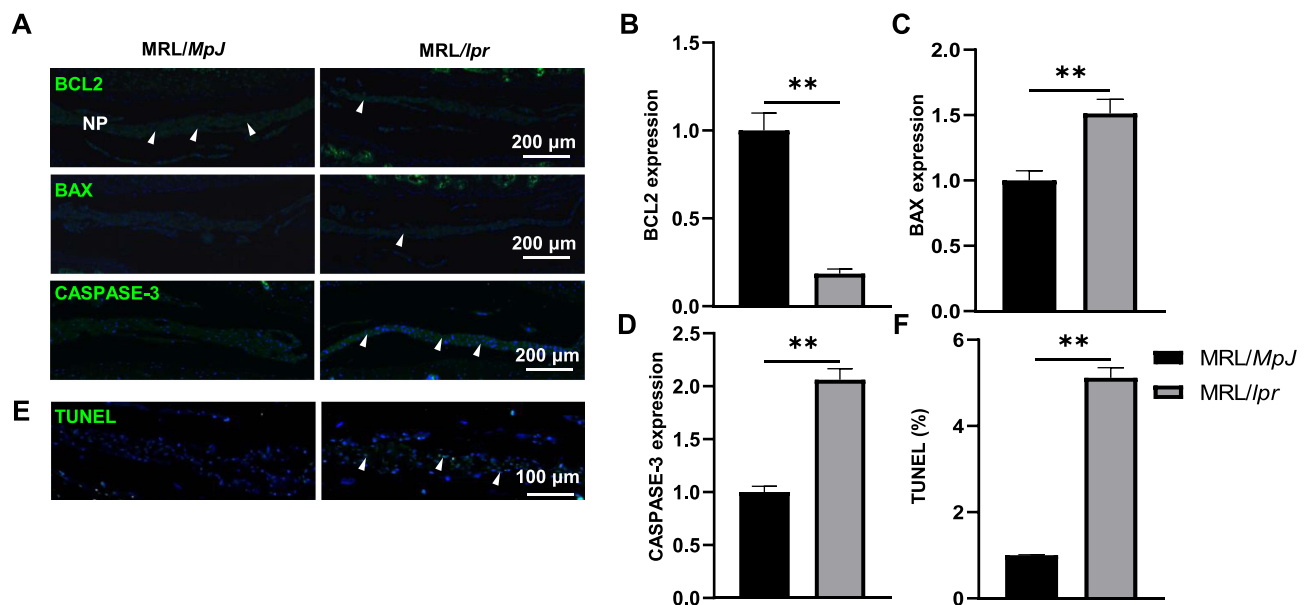 A
MRL/MpJ
MRL/lpr
BCL2
NP
200 μm
BAX
200 μm
CASPASE-3
200 μm
E
TUNEL
100 μm
B
BCL2 expression
1.5
1.0
0.5
0.0
**
C
BAX expression
2.0
1.5
1.0
0.5
0.0
**
D
CASPASE-3 expression
2.5
2.0
1.5
1.0
0.5
0.0
**
F
TUNEL (%)
6
4
2
0
**
MRL/MpJ
MRL/lpr